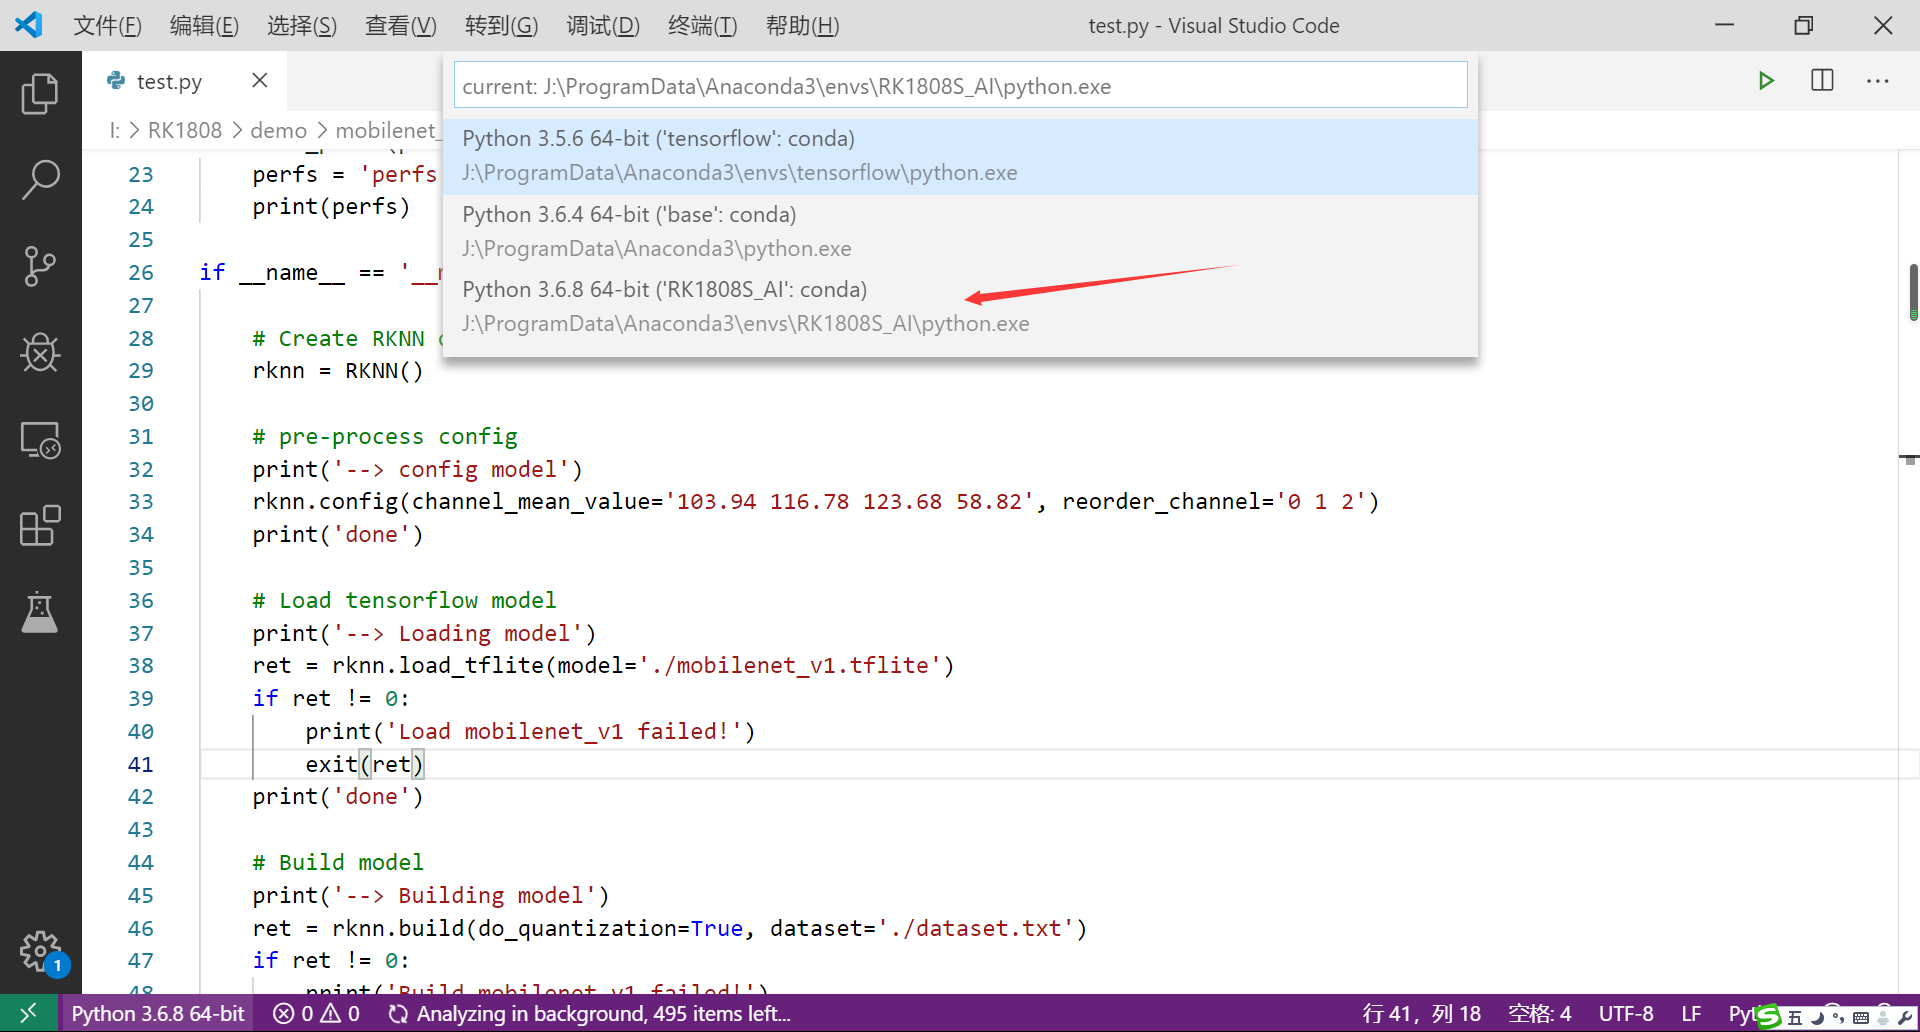 文件(F) 编辑(E) 选择(S) 查看(V) 转到(G) 调试(D) 终端(T) 帮助(H) test.py - Visual Studio Code
test.py
current: J:\ProgramData\Anaconda3\envs\RK1808S_AI\python.exe
I: > RK1808 > demo > mobilenet_
Python 3.5.6 64-bit ('tensorflow': conda)
J:\ProgramData\Anaconda3\envs\tensorflow\python.exe
Python 3.6.4 64-bit ('base': conda)
J:\ProgramData\Anaconda3\python.exe
Python 3.6.8 64-bit ('RK1808S_AI': conda)
J:\ProgramData\Anaconda3\envs\RK1808S_AI\python.exe
23 perfs = 'perfs
24 print(perfs)
25
26 if __name__ == '__
27
28 # Create RKNN
29 rknn = RKNN()
30
31 # pre-process config
32 print('--> config model')
33 rknn.config(channel_mean_value='103.94 116.78 123.68 58.82', reorder_channel='0 1 2')
34 print('done')
35
36 # Load tensorflow model
37 print('--> Loading model')
38 ret = rknn.load_tflite(model='./mobilenet_v1.tflite')
39 if ret != 0:
40 print('Load mobilenet_v1 failed!')
41 exit(ret)
42 print('done')
43
44 # Build model
45 print('--> Building model')
46 ret = rknn.build(do_quantization=True, dataset='./dataset.txt')
47 if ret != 0:
48 print('Build mobilenet_v1 failed!')
1
Python 3.6.8 64-bit 0 0 Analyzing in background, 495 items left... 行 41，列 18 空格: 4 UTF-8 LF Pyt
五